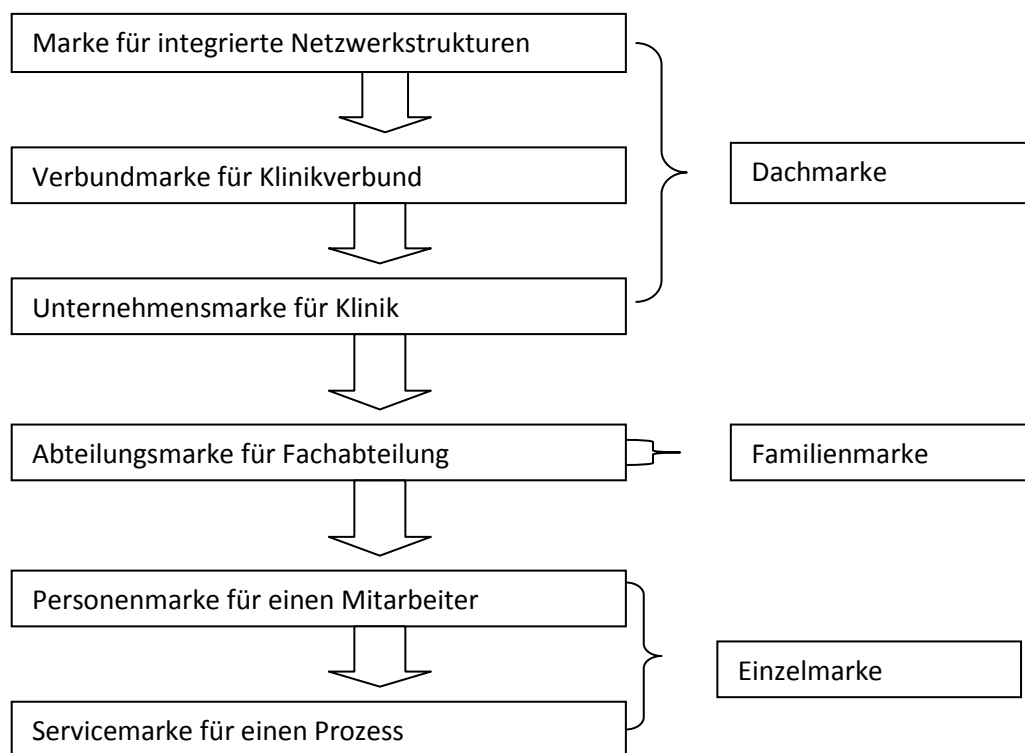 Marke für integrierte Netzwerkstrukturen
Verbundmarke für Klinikverbund
Dachmarke
Unternehmensmarke für Klinik
Abteilungsmarke für Fachabteilung
Familienmarke
Personenmarke für einen Mitarbeiter
Einzelmarke
Servicemarke für einen Prozess